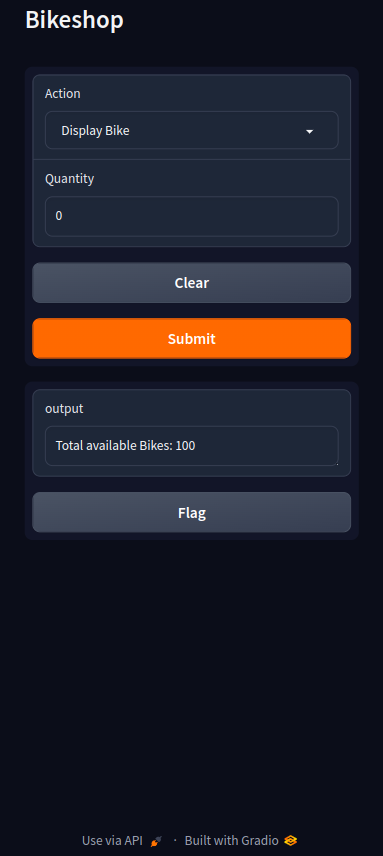 Bikeshop
Action
Display Bike
Quantity
0
Clear
Submit
output
Total available Bikes: 100
Flag
Use via API · Built with Gradio